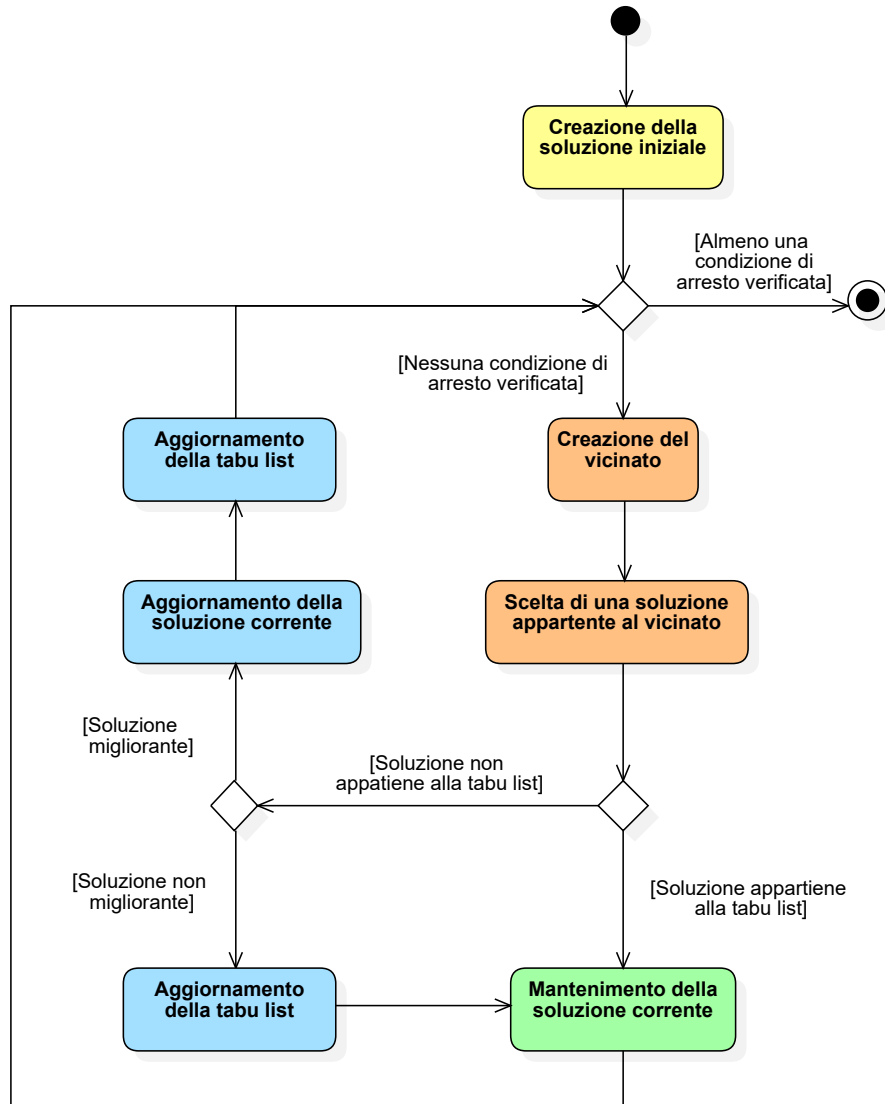 Creazione della
soluzione iniziale
[Almeno una
condizione di
arresto verificata]
[Nessuna condizione di
arresto verificata]
Aggiornamento
della tabu list
Creazione del
vicinato
Aggiornamento della
soluzione corrente
Scelta di una soluzione
appartente al vicinato
[Soluzione
migliorante]
[Soluzione non
appatiene alla tabu list]
[Soluzione non
migliorante]
[Soluzione appartiene
alla tabu list]
Aggiornamento
della tabu list
Mantenimento della
soluzione corrente